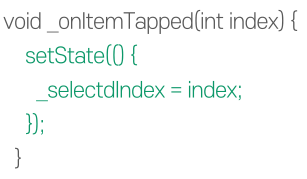 void _onItemTapped(int index) {
setState(() {
_selectdIndex = index;
});
}